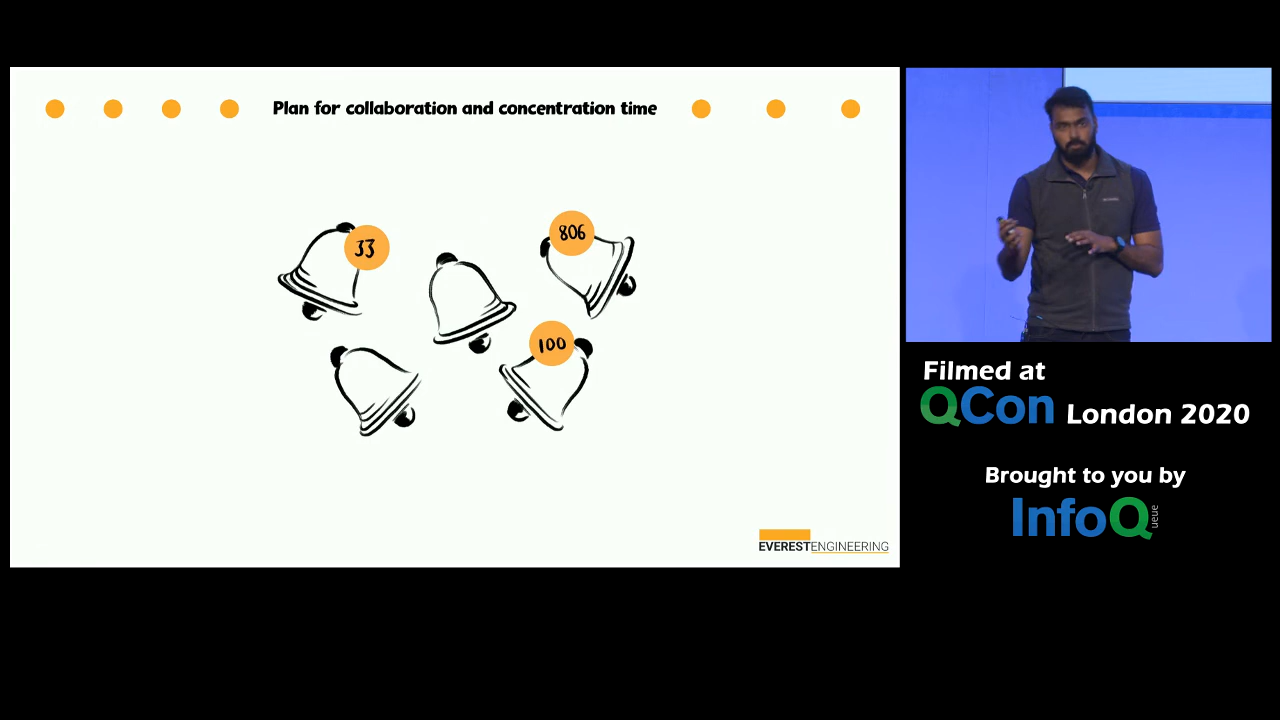 Plan for collaboration and concentration time
33
806
100
EVERESTENGINEERING
Filmed at
QCon London 2020
Brought to you by
InfoQueue